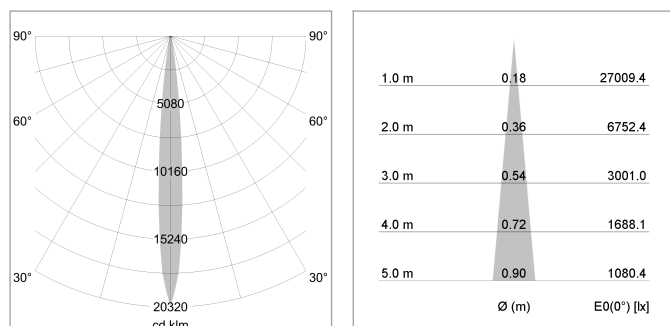 90° 90°
5080
60° 60°
10160
15240
30° 30°
20320
cd klm
1.0 m 0.18 27009.4
2.0 m 0.36 6752.4
3.0 m 0.54 3001.0
4.0 m 0.72 1688.1
5.0 m 0.90 1080.4
Ø (m) E0(0°) [lx]